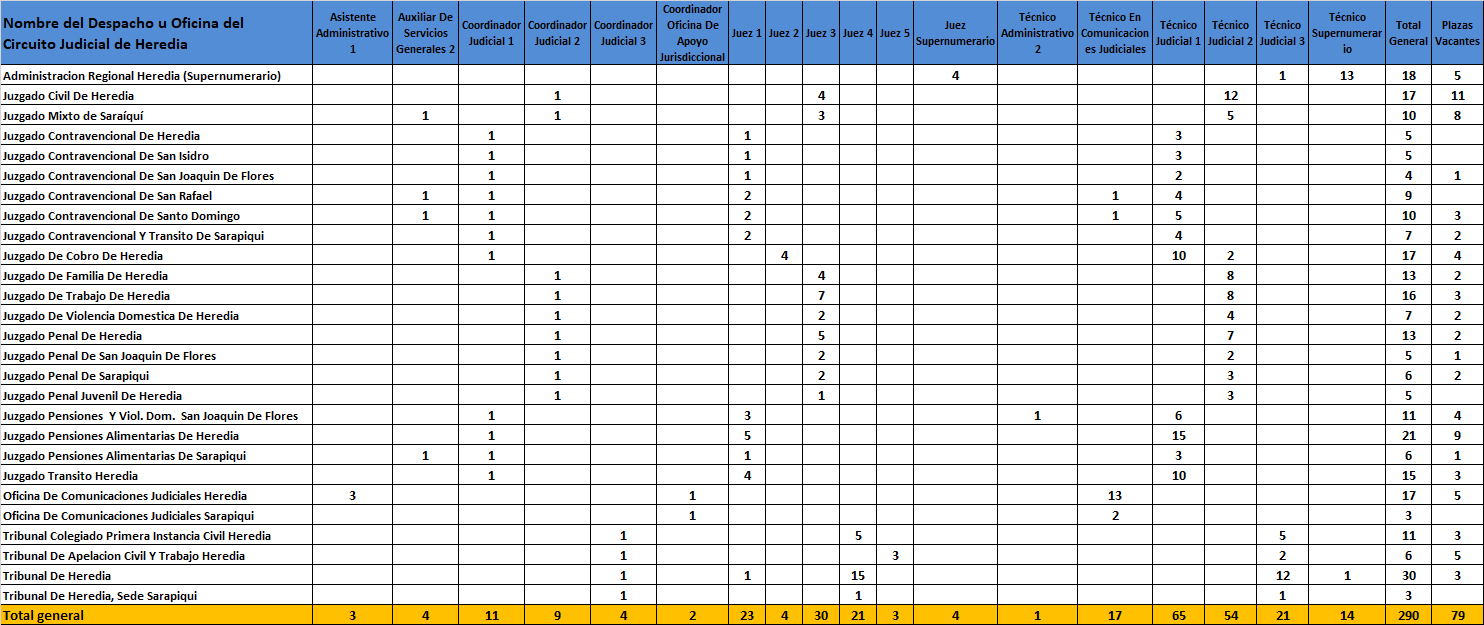 Nombre del Despacho u Oficina del Circuito Judicial de Heredia | Asistente Administrativo 1 | Auxiliar De Servicios Generales 2 | Coordinador Judicial 1 | Coordinador Judicial 2 | Coordinador Judicial 3 | Coordinador Oficina De Apoyo Jurisdiccional | Juez 1 | Juez 2 | Juez 3 | Juez 4 | Juez 5 | Juez Supernumerario | Técnico Administrativo 2 | Técnico En Comunicaciones Judiciales | Técnico Judicial 1 | Técnico Judicial 2 | Técnico Judicial 3 | Técnico Supernumerario | Total General | Plazas Vacantes
Administracion Regional Heredia (Supernumerario) 4 1 13 18 5
Juzgado Civil De Heredia 1 4 12 17 11
Juzgado Mixto de Saraíquí 1 1 3 5 10 8
Juzgado Contravencional De Heredia 1 1 3 5
Juzgado Contravencional De San Isidro 1 1 3 5
Juzgado Contravencional De San Joaquin De Flores 1 1 2 4 1
Juzgado Contravencional De San Rafael 1 1 2 1 4 9
Juzgado Contravencional De Santo Domingo 1 1 2 1 5 10 3
Juzgado Contravencional Y Transito De Sarapiqui 1 2 4 7 2
Juzgado De Cobro De Heredia 1 4 10 2 17 4
Juzgado De Familia De Heredia 1 4 8 13 2
Juzgado De Trabajo De Heredia 1 7 8 16 3
Juzgado De Violencia Domestica De Heredia 1 2 4 7 2
Juzgado Penal De Heredia 1 5 7 13 2
Juzgado Penal De San Joaquin De Flores 1 2 2 5 1
Juzgado Penal De Sarapiqui 1 2 3 6 2
Juzgado Penal Juvenil De Heredia 1 1 3 5
Juzgado Pensiones Y Viol. Dom. San Joaquin De Flores 1 3 1 6 11 4
Juzgado Pensiones Alimentarias De Heredia 1 5 15 21 9
Juzgado Pensiones Alimentarias De Sarapiqui 1 1 1 3 6 1
Juzgado Transito Heredia 1 4 10 15 3
Oficina De Comunicaciones Judiciales Heredia 3 1 13 17 5
Oficina De Comunicaciones Judiciales Sarapiqui 1 2 3
Tribunal Colegiado Primera Instancia Civil Heredia 1 5 5 11 3
Tribunal De Apelacion Civil Y Trabajo Heredia 1 3 2 6 5
Tribunal De Heredia 1 1 15 12 1 30 3
Tribunal De Heredia, Sede Sarapiqui 1 1 1 3
Total general 3 4 11 9 4 2 23 4 30 21 3 4 1 17 65 54 21 14 290 79